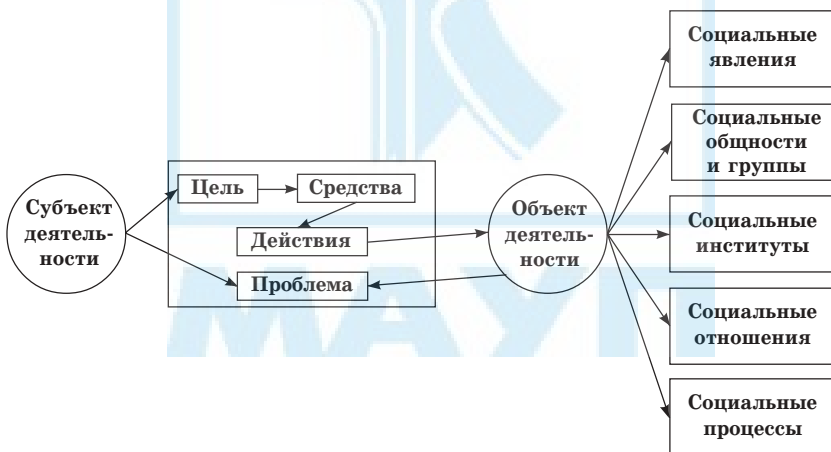 Субъект
деятель-
ности
Цель
Средства
Действия
Проблема
Объект
деятель-
ности
Социальные
явления
Социальные
общности
и группы
Социальные
институты
Социальные
отношения
Социальные
процессы
МАУП